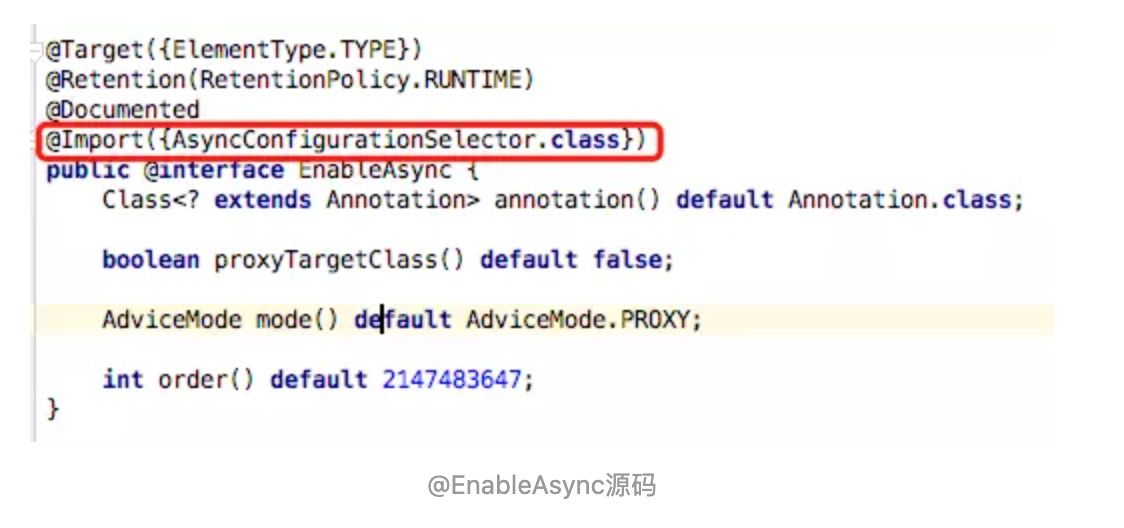 @Target({ElementType.TYPE})
@Retention(RetentionPolicy.RUNTIME)
@Documented
@Import({AsyncConfigurationSelector.class})
public @interface EnableAsync {
    Class<? extends Annotation> annotation() default Annotation.class;
    boolean proxyTargetClass() default false;
    AdviceMode mode() default AdviceMode.PROXY;
    int order() default 2147483647;
}
@EnableAsync源码